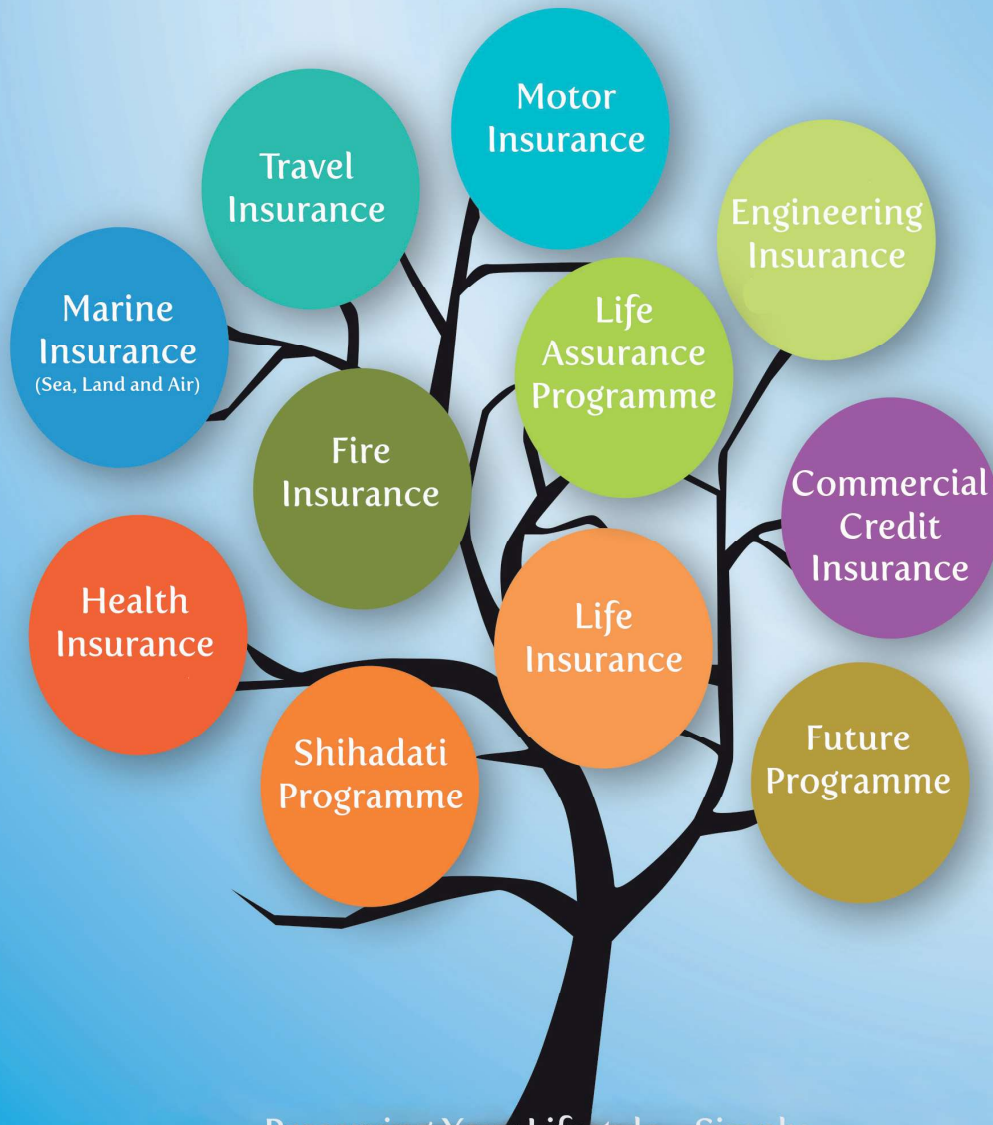 Motor
Insurance
Travel
Insurance
Engineering
Insurance
Marine
Insurance
(Sea, Land and Air)
Life
Assurance
Programme
Fire
Insurance
Commercial
Credit
Insurance
Health
Insurance
Life
Insurance
Shihadati
Programme
Future
Programme